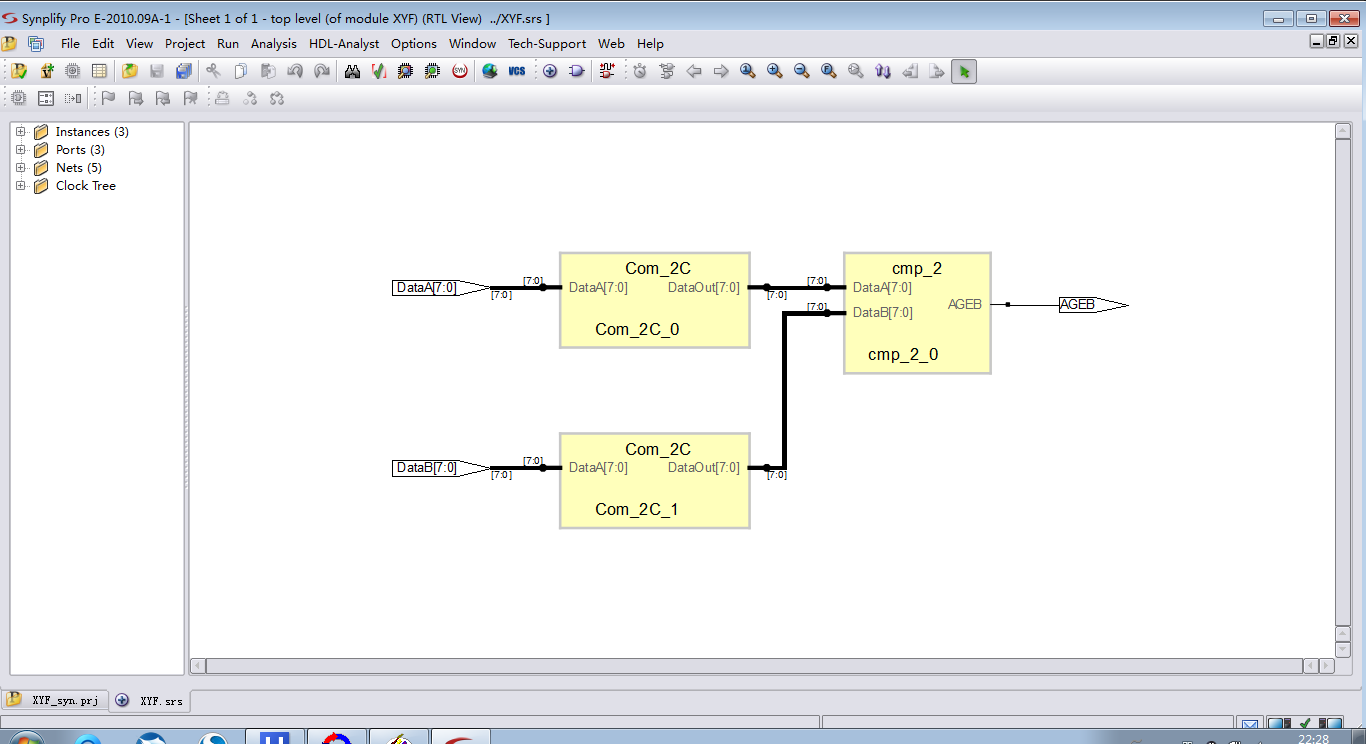 Synplify Pro E-2010.09A-1 - [Sheet 1 of 1 - top level (of module XYF) (RTL View) ../XYF.srs ]
File Edit View Project Run Analysis HDL-Analyst Options Window Tech-Support Web Help
SYN VCS
Instances (3)
Ports (3)
Nets (5)
Clock Tree
DataA[7:0]
[7:0]
[7:0]
Com_2C
DataA[7:0] DataOut[7:0]
Com_2C_0
[7:0]
[7:0]
[7:0]
cmp_2
DataA[7:0]
DataB[7:0]
AGEB
cmp_2_0
AGEB
DataB[7:0]
[7:0]
[7:0]
Com_2C
DataA[7:0] DataOut[7:0]
Com_2C_1
[7:0]
XYF_syn.prj XYF.srs
22:28